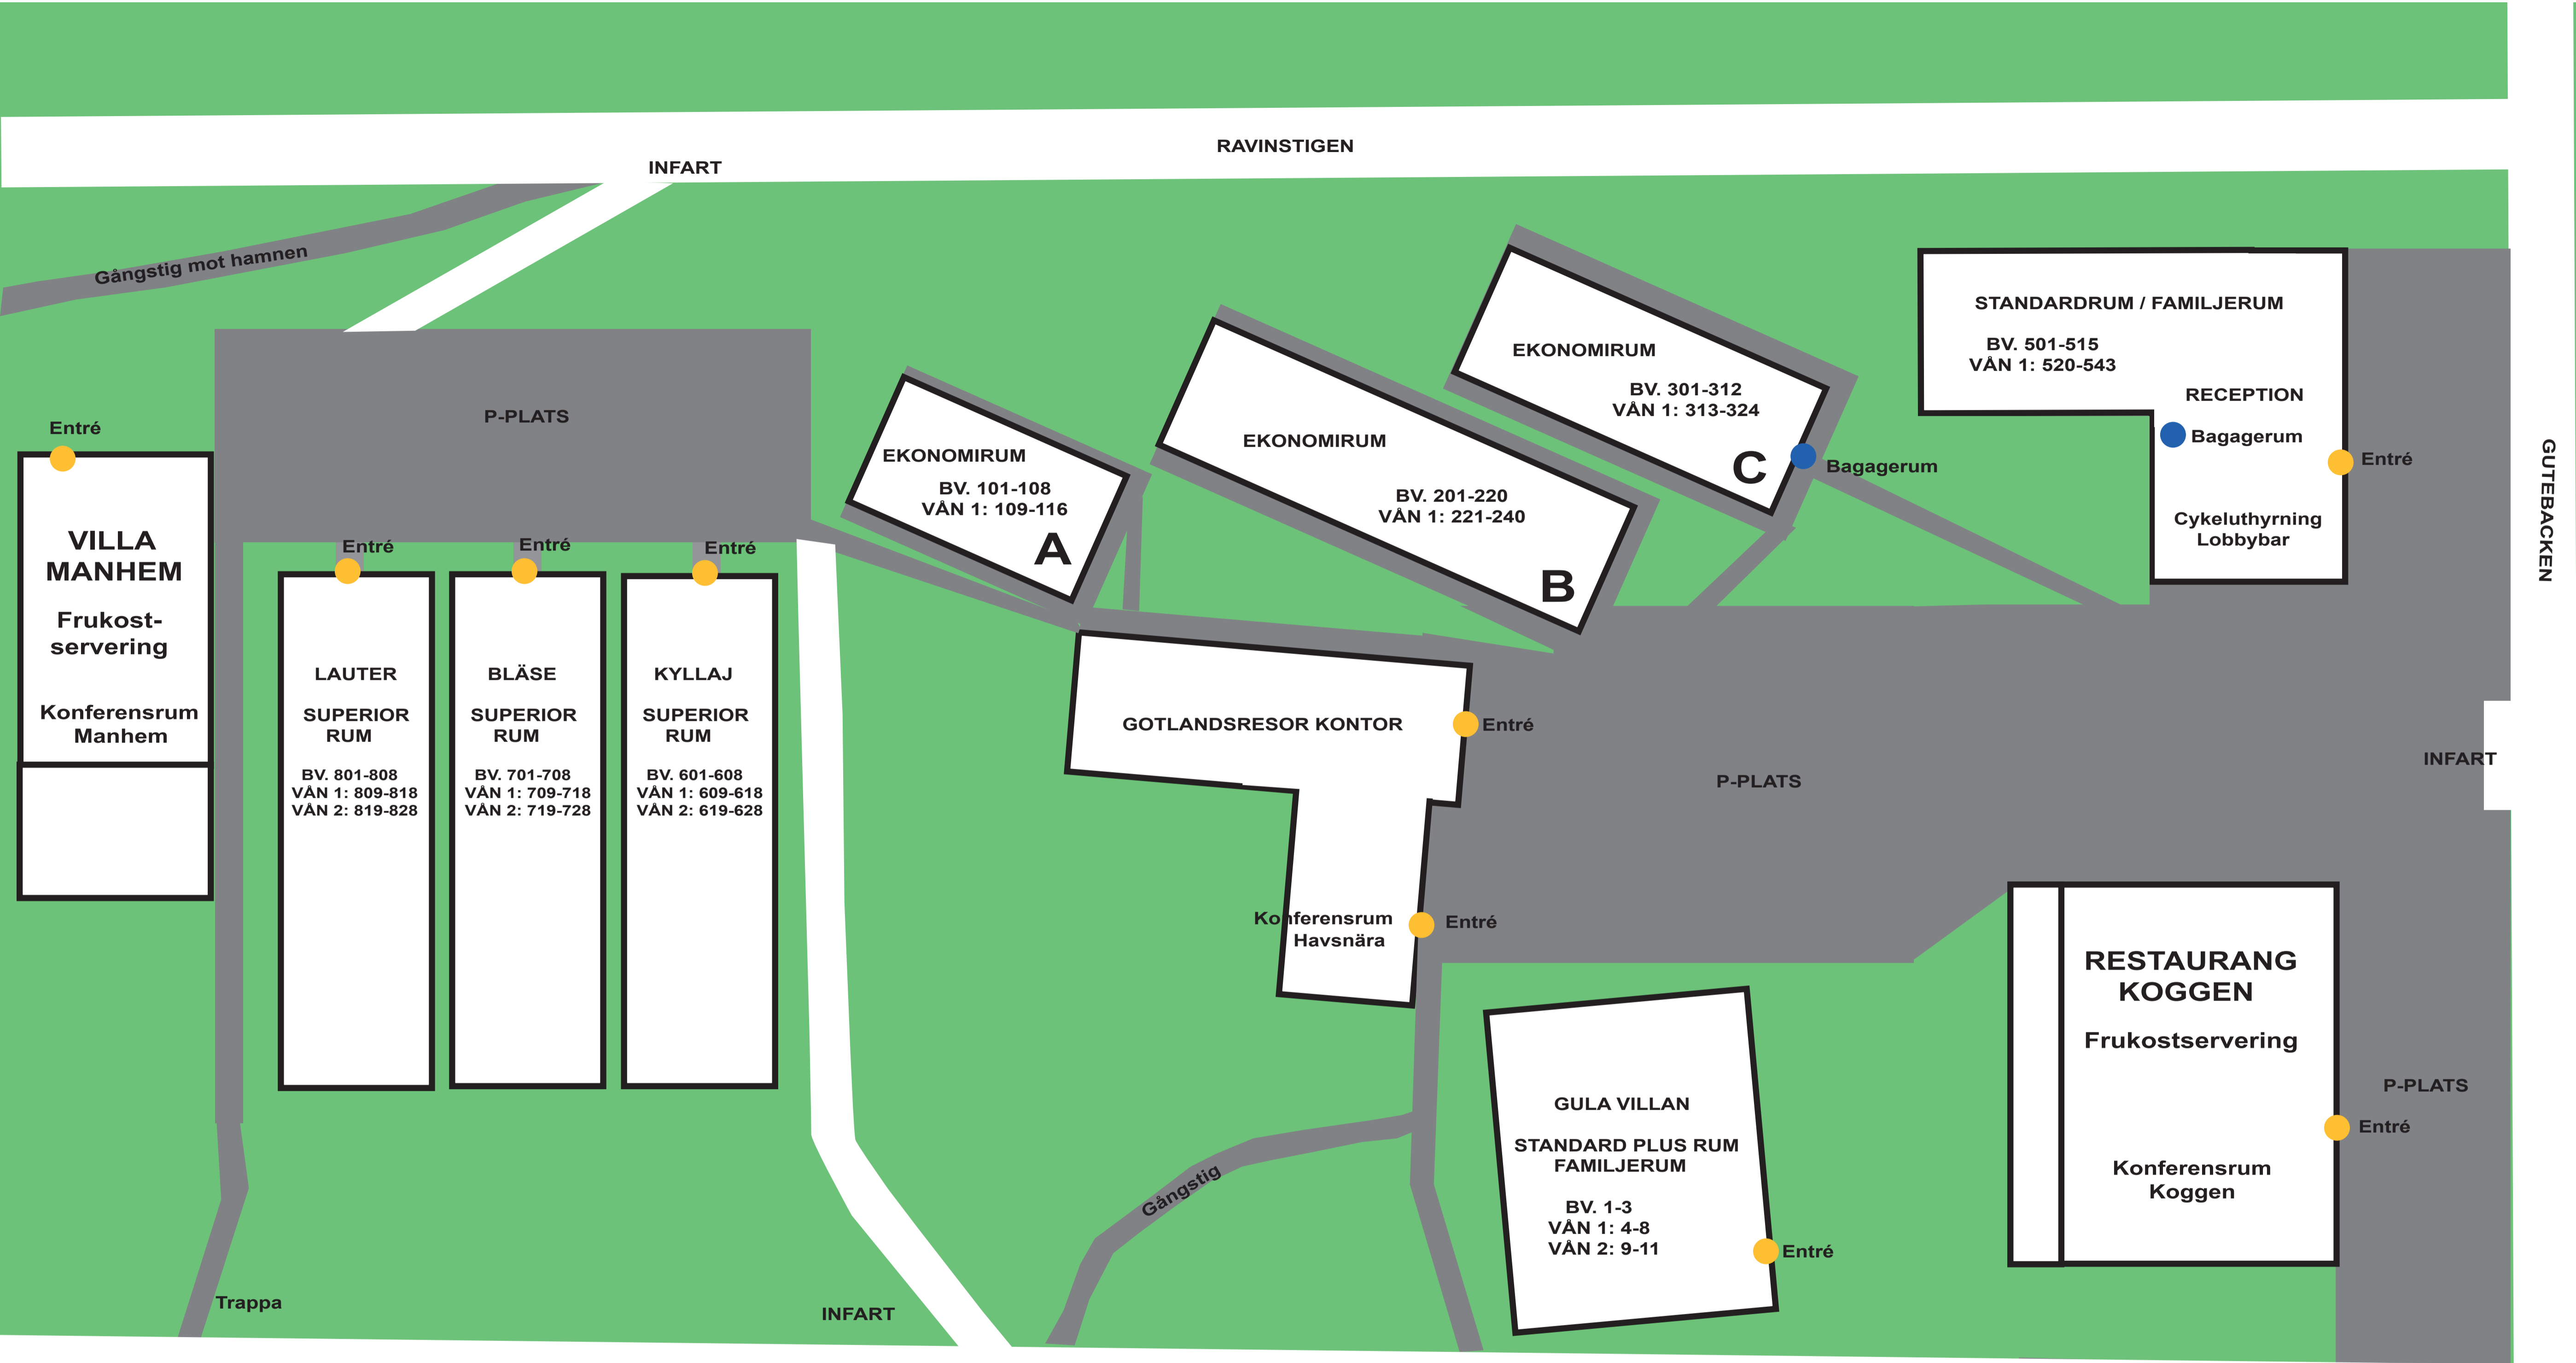 RAVINSTIGEN
INFART
Gångstig mot hamnen
P-PLATS
Entré
VILLA
MANHEM
Frukost-
servering
Konferensrum
Manhem
Entré
LAUTER
SUPERIOR
RUM
BV. 801-808
VÅN 1: 809-818
VÅN 2: 819-828
Entré
BLÄSE
SUPERIOR
RUM
BV. 701-708
VÅN 1: 709-718
VÅN 2: 719-728
Entré
KYLLAJ
SUPERIOR
RUM
BV. 601-608
VÅN 1: 609-618
VÅN 2: 619-628
EKONOMIRUM
BV. 101-108
VÅN 1: 109-116
A
EKONOMIRUM
BV. 201-220
VÅN 1: 221-240
B
EKONOMIRUM
BV. 301-312
VÅN 1: 313-324
C
Bagagerum
STANDARDRUM / FAMILJERUM
BV. 501-515
VÅN 1: 520-543
RECEPTION
Bagagerum
Entré
Cykeluthyrning
Lobbybar
GUTEBACKEN
GOTLANDSRESOR KONTOR
Entré
P-PLATS
INFART
Konferensrum
Havsnära
Entré
RESTAURANG
KOGGEN
Frukostservering
Konferensrum
Koggen
P-PLATS
Entré
GULA VILLAN
STANDARD PLUS RUM
FAMILJERUM
BV. 1-3
VÅN 1: 4-8
VÅN 2: 9-11
Entré
Gångstig
Trappa
INFART